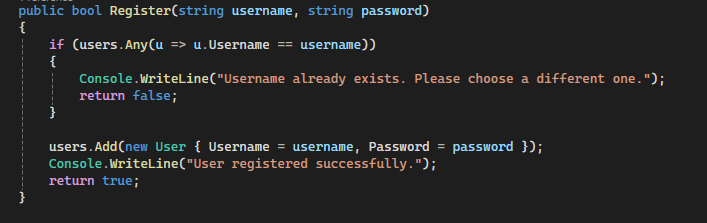 public bool Register(string username, string password)
{
    if (users.Any(u => u.Username == username))
    {
        Console.WriteLine("Username already exists. Please choose a different one.");
        return false;
    }

    users.Add(new User { Username = username, Password = password });
    Console.WriteLine("User registered successfully.");
    return true;
}